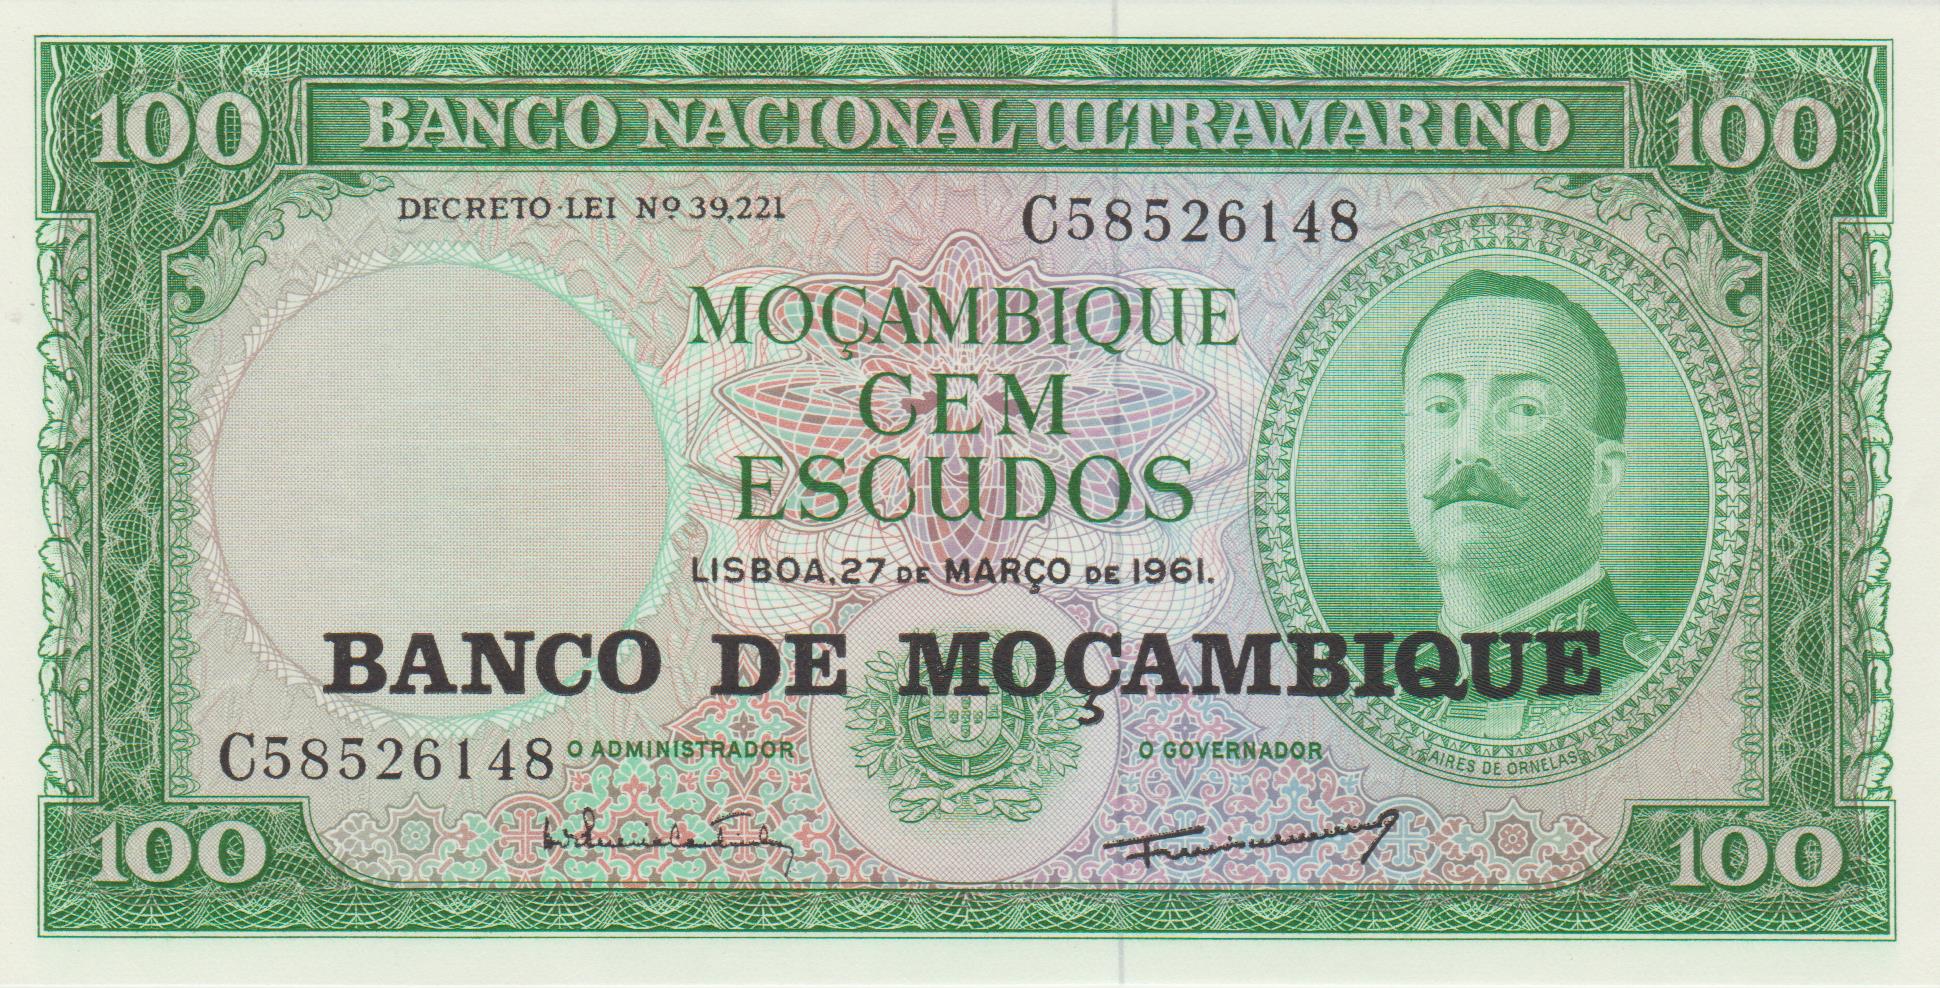 100 BANCO NACIONAL ULTRAMARINO 100
DECRETO-LEI Nº 39,221
C58526148
MOÇAMBIQUE
CEM
ESCUDOS
LISBOA, 27 DE MARÇO DE 1961.
BANCO DE MOÇAMBIQUE
C58526148
O ADMINISTRADOR
O GOVERNADOR
AIRES DE ORNELAS
100 100